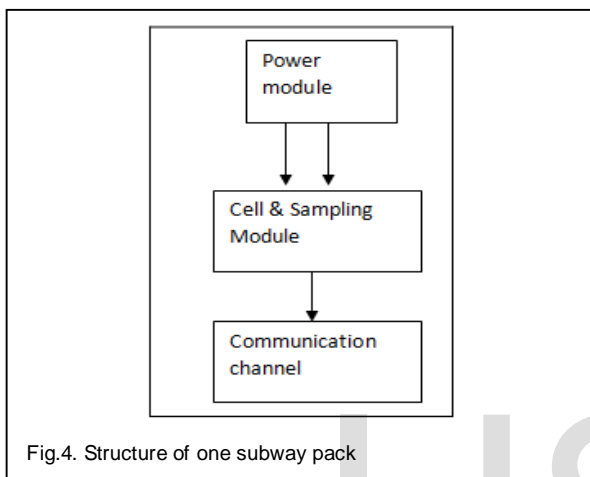 Power
module
Cell & Sampling
Module
Communication
channel
Fig.4. Structure of one subway pack